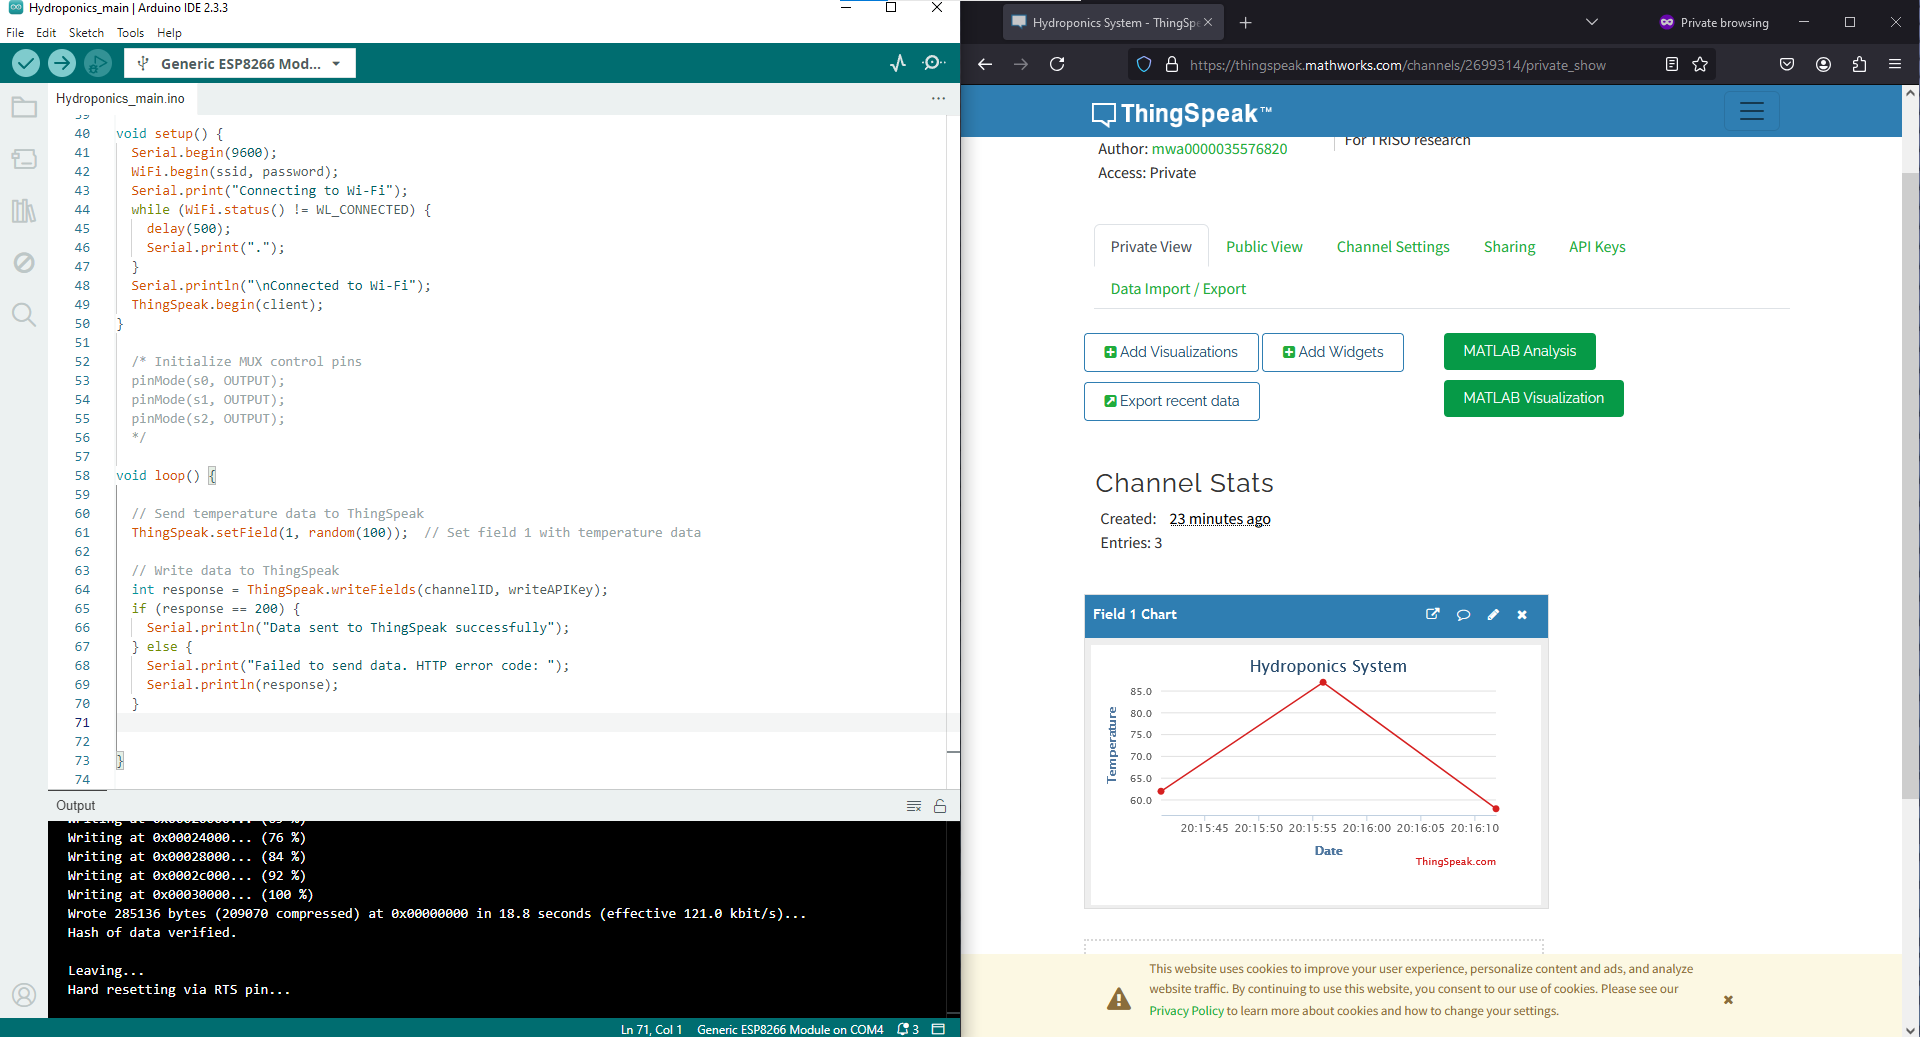 Hydroponics_main | Arduino IDE 2.3.3
File Edit Sketch Tools Help
Generic ESP8266 Mod...
Hydroponics_main.ino
39
40 void setup() {
41 Serial.begin(9600);
42 WiFi.begin(ssid, password);
43 Serial.print("Connecting to Wi-Fi");
44 while (WiFi.status() != WL_CONNECTED) {
45 delay(500);
46 Serial.print(".");
47 }
48 Serial.println("\nConnected to Wi-Fi");
49 ThingSpeak.begin(client);
50 }
51
52 /* Initialize MUX control pins
53 pinMode(s0, OUTPUT);
54 pinMode(s1, OUTPUT);
55 pinMode(s2, OUTPUT);
56 */
57
58 void loop() {
59
60 // Send temperature data to ThingSpeak
61 ThingSpeak.setField(1, random(100)); // Set field 1 with temperature data
62
63 // Write data to ThingSpeak
64 int response = ThingSpeak.writeFields(channelID, writeAPIKey);
65 if (response == 200) {
66 Serial.println("Data sent to ThingSpeak successfully");
67 } else {
68 Serial.print("Failed to send data. HTTP error code: ");
69 Serial.println(response);
70 }
71
72
73 }
74
Output
Writing at 0x00024000... (76 %)
Writing at 0x00028000... (84 %)
Writing at 0x0002c000... (92 %)
Writing at 0x00030000... (100 %)
Wrote 285136 bytes (209070 compressed) at 0x00000000 in 18.8 seconds (effective 121.0 kbit/s)...
Hash of data verified.
Leaving...
Hard resetting via RTS pin...
Ln 71, Col 1 Generic ESP8266 Module on COM4 3
Hydroponics System - ThingSpe
Private browsing
https://thingspeak.mathworks.com/channels/2699314/private_show
ThingSpeak™
Author: mwa0000035576820
For TRISO research
Access: Private
Private View Public View Channel Settings Sharing API Keys
Data Import / Export
Add Visualizations Add Widgets MATLAB Analysis
Export recent data MATLAB Visualization
Channel Stats
Created: 23 minutes ago
Entries: 3
Field 1 Chart
Hydroponics System
Temperature
85.0
80.0
75.0
70.0
65.0
60.0
20:15:45 20:15:50 20:15:55 20:16:00 20:16:05 20:16:10
Date
ThingSpeak.com
This website uses cookies to improve your user experience, personalize content and ads, and analyze
website traffic. By continuing to use this website, you consent to our use of cookies. Please see our
Privacy Policy to learn more about cookies and how to change your settings.